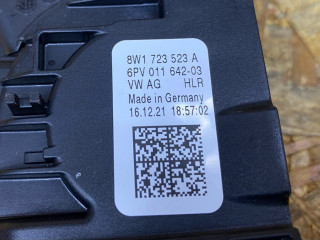 8W1 723 523 A
6PV 011 642-03
VW AG HLR
Made in Germany
16.12.21 18:57:02